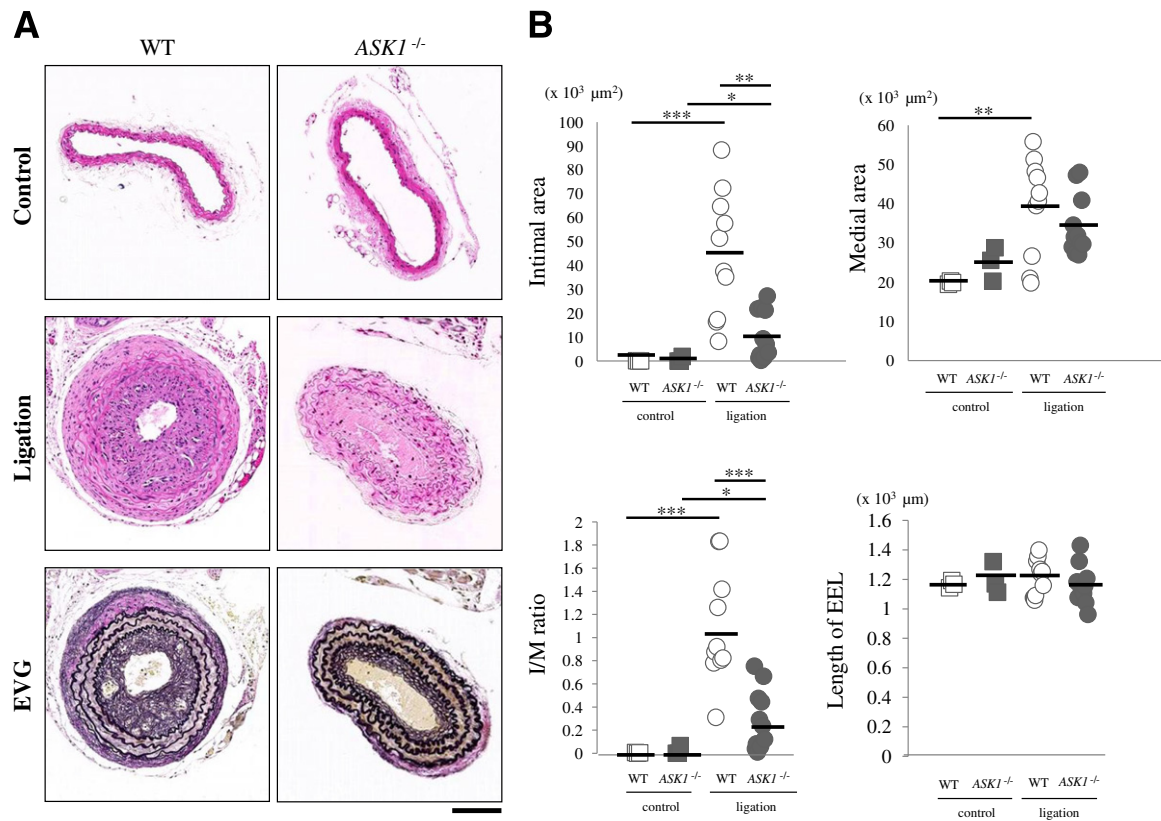 A
WT
ASK1 -/-
Control
Ligation
EVG
B
(x 10³ μm²)
**
*
***
Intimal area
100
90
80
70
60
50
40
30
20
10
0
WT ASK1-/- WT ASK1-/-
control ligation
(x 10³ μm²)
**
Medial area
60
50
40
30
20
10
0
WT ASK1-/- WT ASK1-/-
control ligation
***
*
***
I/M ratio
2
1.8
1.6
1.4
1.2
1
0.8
0.6
0.4
0.2
0
WT ASK1-/- WT ASK1-/-
control ligation
(x 10³ μm)
Length of EEL
1.6
1.4
1.2
1
0.8
0.6
0.4
0.2
0
WT ASK1-/- WT ASK1-/-
control ligation